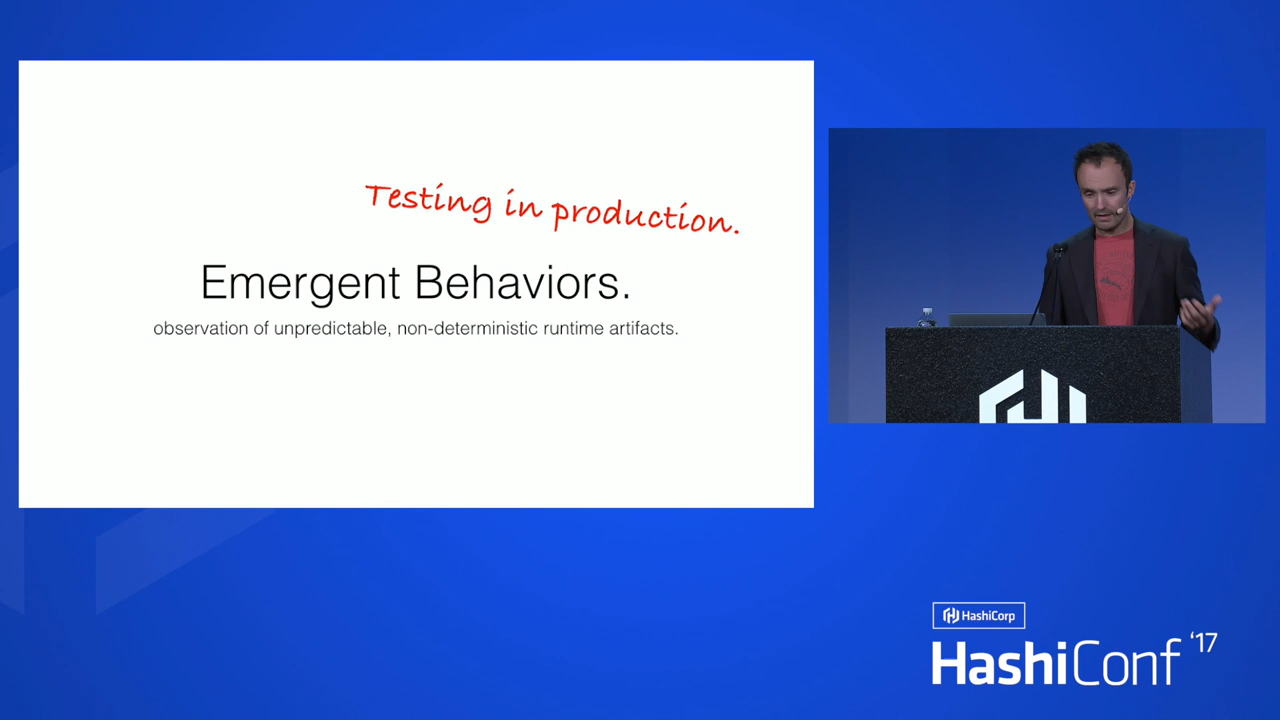 Testing in production.
Emergent Behaviors.
observation of unpredictable, non-deterministic runtime artifacts.
HashiCorp
HashiConf '17